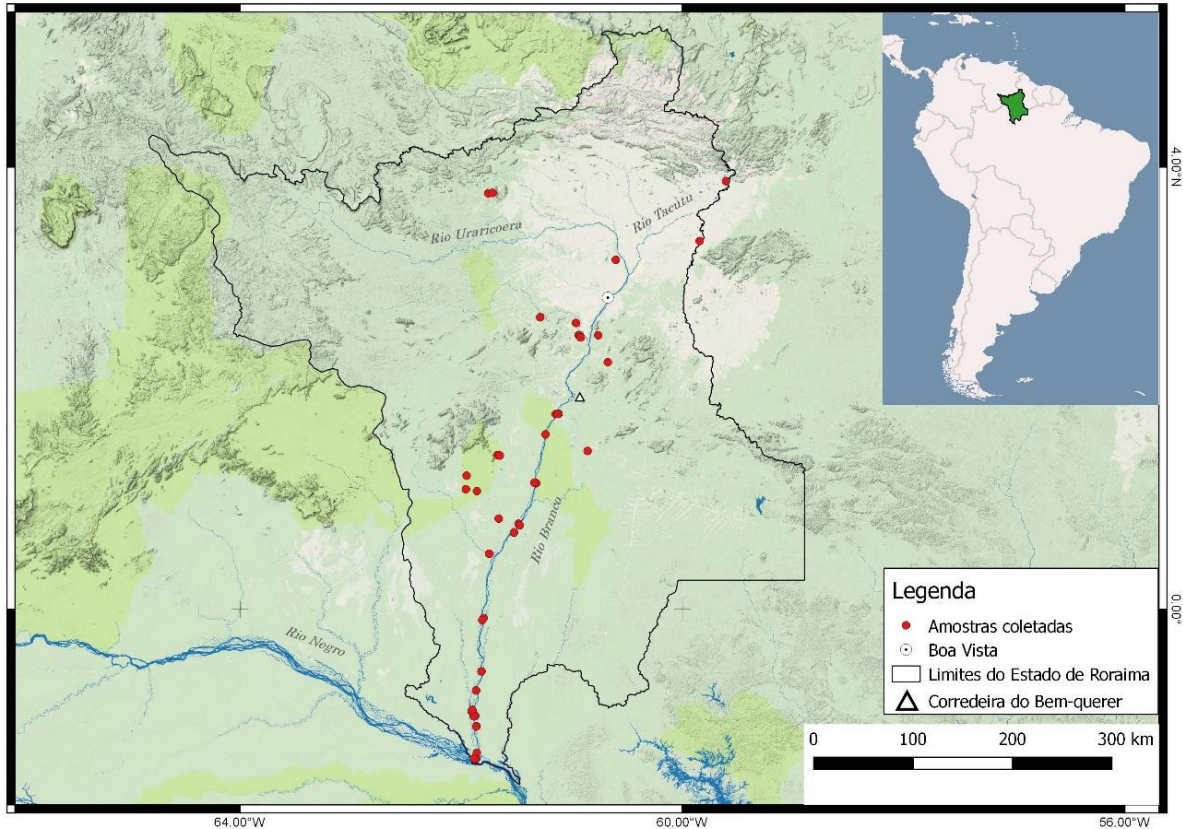 4.00°N
Rio Tacutu
Rio Uraricoera
Rio Branco
0.00°
Rio Negro
Legenda
Amostras coletadas
Boa Vista
Limites do Estado de Roraima
Corredeira do Bem-querer
0 100 200 300 km
64.00°W 60.00°W 56.00°W